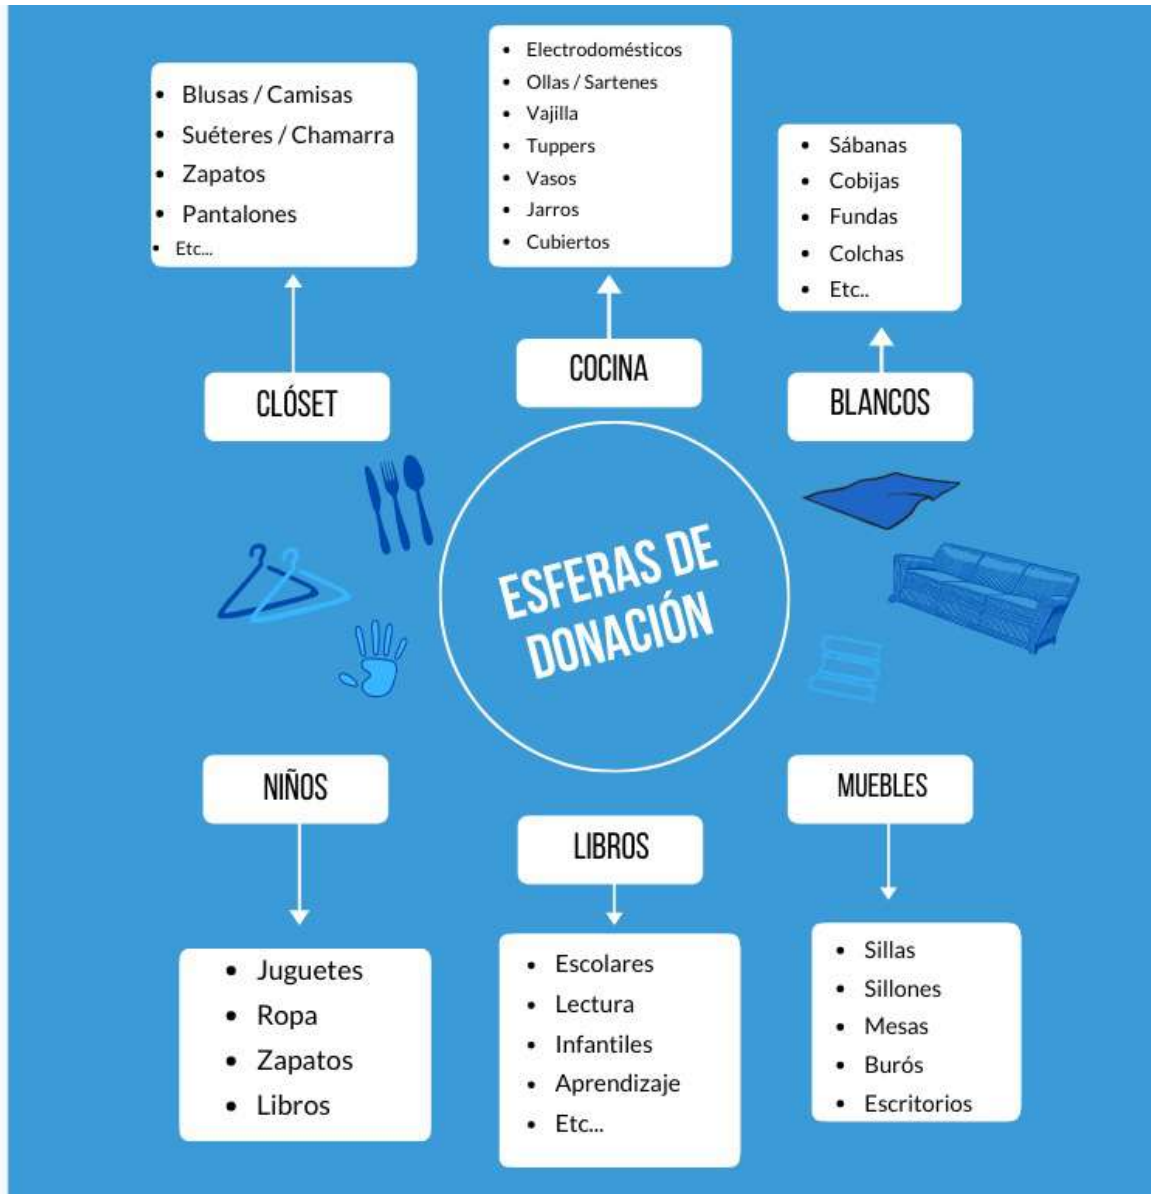 • Blusas / Camisas
• Suéteres / Chamarra
• Zapatos
• Pantalones
• Etc...
CLÓSET
• Electrodomésticos
• Ollas / Sartenes
• Vajilla
• Tuppers
• Vasos
• Jarros
• Cubiertos
COCINA
• Sábanas
• Cobijas
• Fundas
• Colchas
• Etc..
BLANCOS
ESFERAS DE
DONACIÓN
NIÑOS
• Juguetes
• Ropa
• Zapatos
• Libros
LIBROS
• Escolares
• Lectura
• Infantiles
• Aprendizaje
• Etc...
MUEBLES
• Sillas
• Sillones
• Mesas
• Burós
• Escritorios